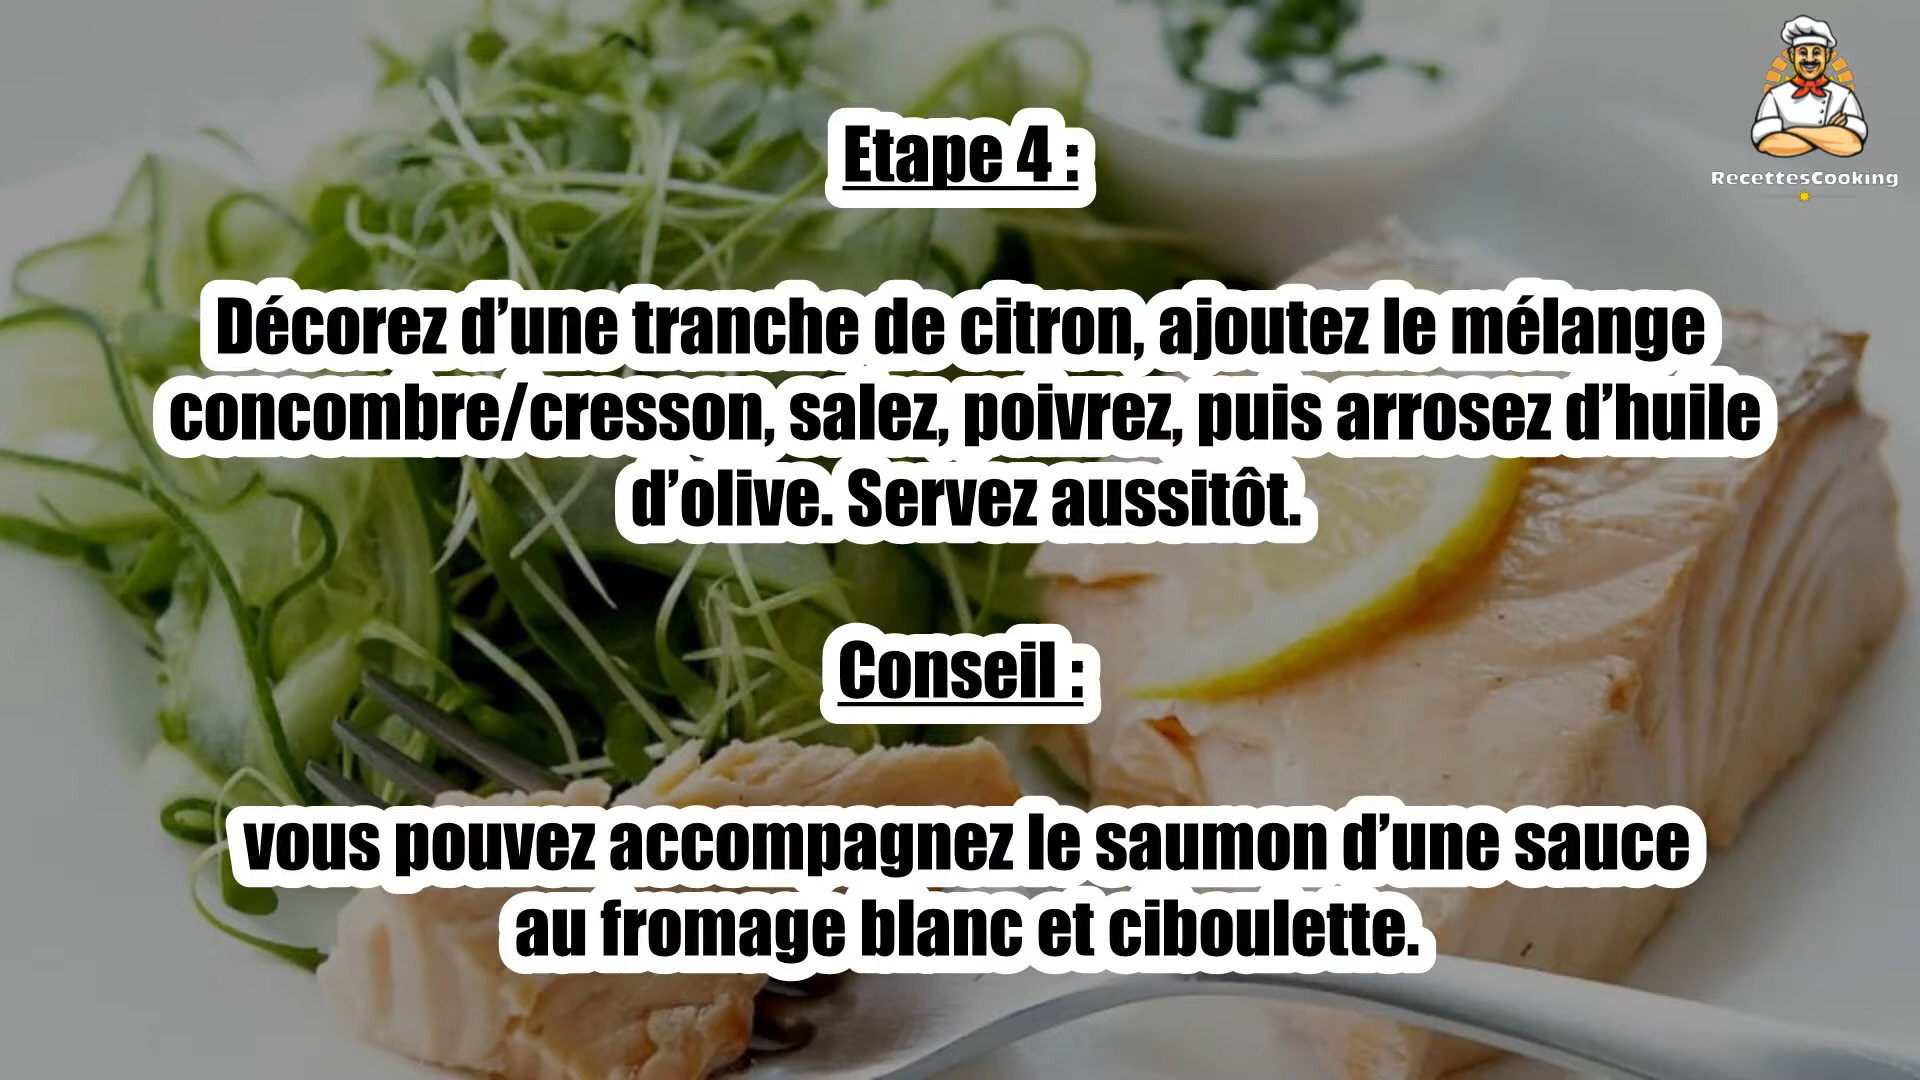 RecettesCooking
Etape 4 :
Décorez d’une tranche de citron, ajoutez le mélange
concombre/cresson, salez, poivrez, puis arrosez d’huile
d’olive. Servez aussitôt.
Conseil :
vous pouvez accompagnez le saumon d’une sauce
au fromage blanc et ciboulette.